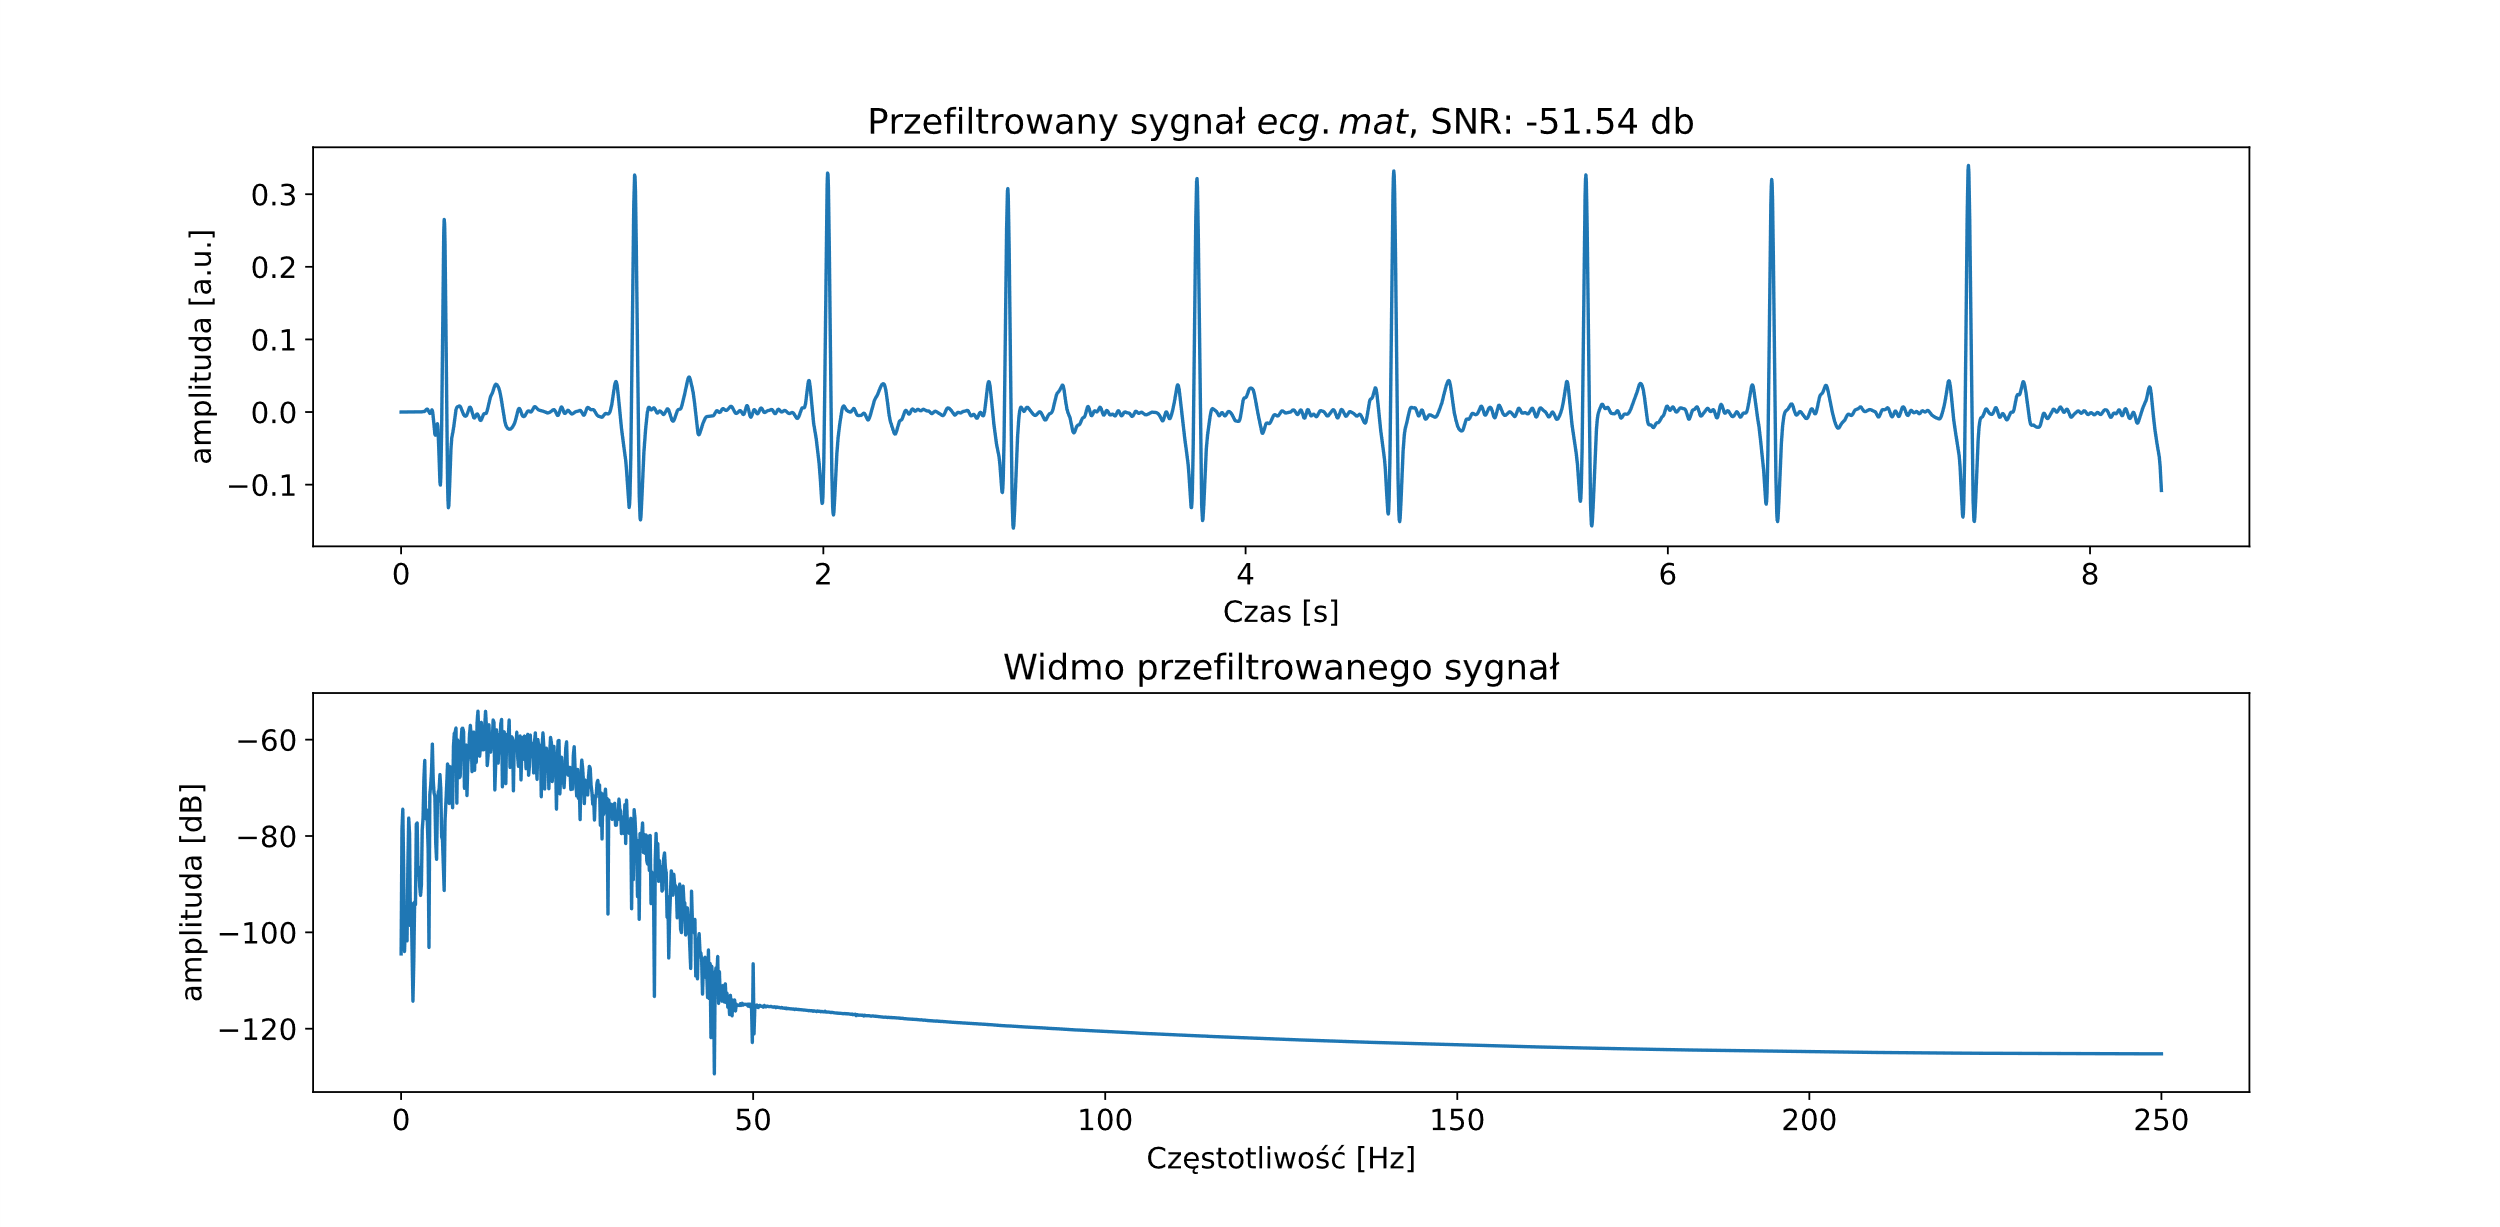 Przefiltrowany sygnał ecg. mat, SNR: -51.54 db
0.3
0.2
0.1
0.0
−0.1
amplituda [a.u.]
0 2 4 6 8
Czas [s]
Widmo przefiltrowanego sygnał
−60
−80
−100
−120
amplituda [dB]
0 50 100 150 200 250
Częstotliwość [Hz]